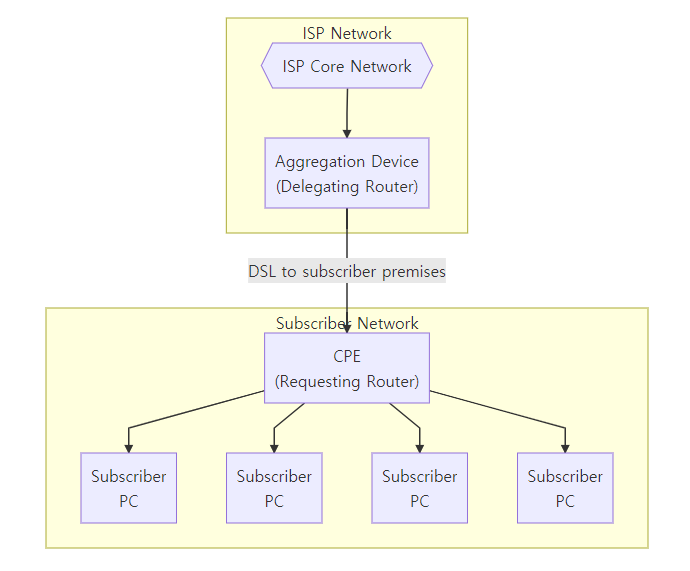 ISP Network
ISP Core Network
Aggregation Device
(Delegating Router)
DSL to subscriber premises
Subscriber Network
CPE
(Requesting Router)
Subscriber
PC
Subscriber
PC
Subscriber
PC
Subscriber
PC